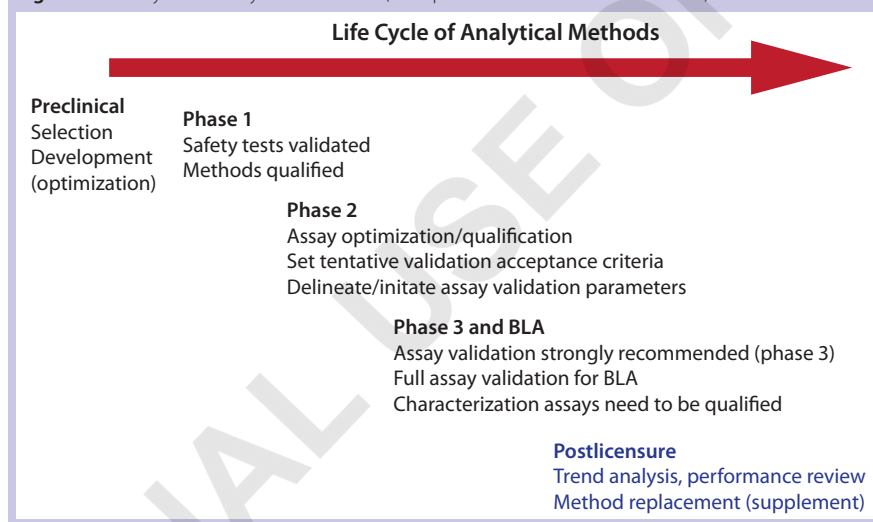 Life Cycle of Analytical Methods
Preclinical
Selection
Development
(optimization)
Phase 1
Safety tests validated
Methods qualified
Phase 2
Assay optimization/qualification
Set tentative validation acceptance criteria
Delineate/initate assay validation parameters
Phase 3 and BLA
Assay validation strongly recommended (phase 3)
Full assay validation for BLA
Characterization assays need to be qualified
Postlicensure
Trend analysis, performance review
Method replacement (supplement)